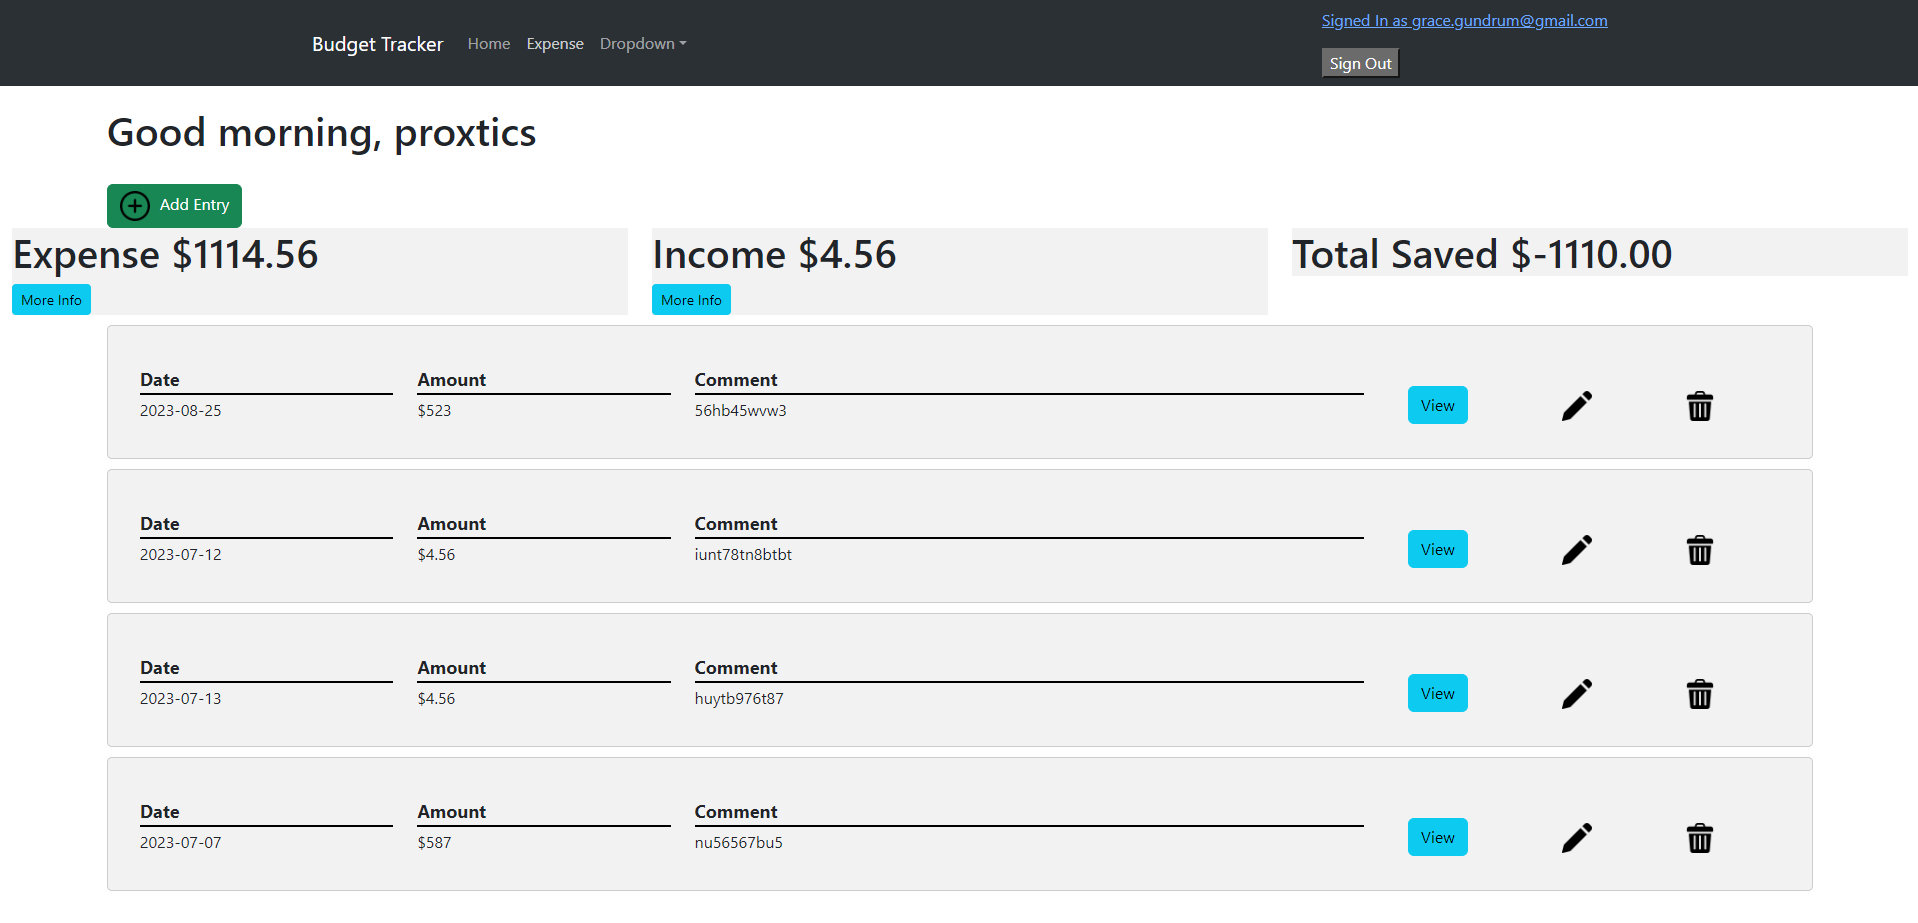 Budget Tracker Home Expense Dropdown
Signed In as grace.gundrum@gmail.com
Sign Out
Good morning, proxtics
Add Entry
Expense $1114.56
More Info
Income $4.56
More Info
Total Saved $-1110.00
Date Amount Comment
2023-08-25 $523 56hb45wvw3 View
Date Amount Comment
2023-07-12 $4.56 iunt78tn8btbt View
Date Amount Comment
2023-07-13 $4.56 huytb976t87 View
Date Amount Comment
2023-07-07 $587 nu56567bu5 View